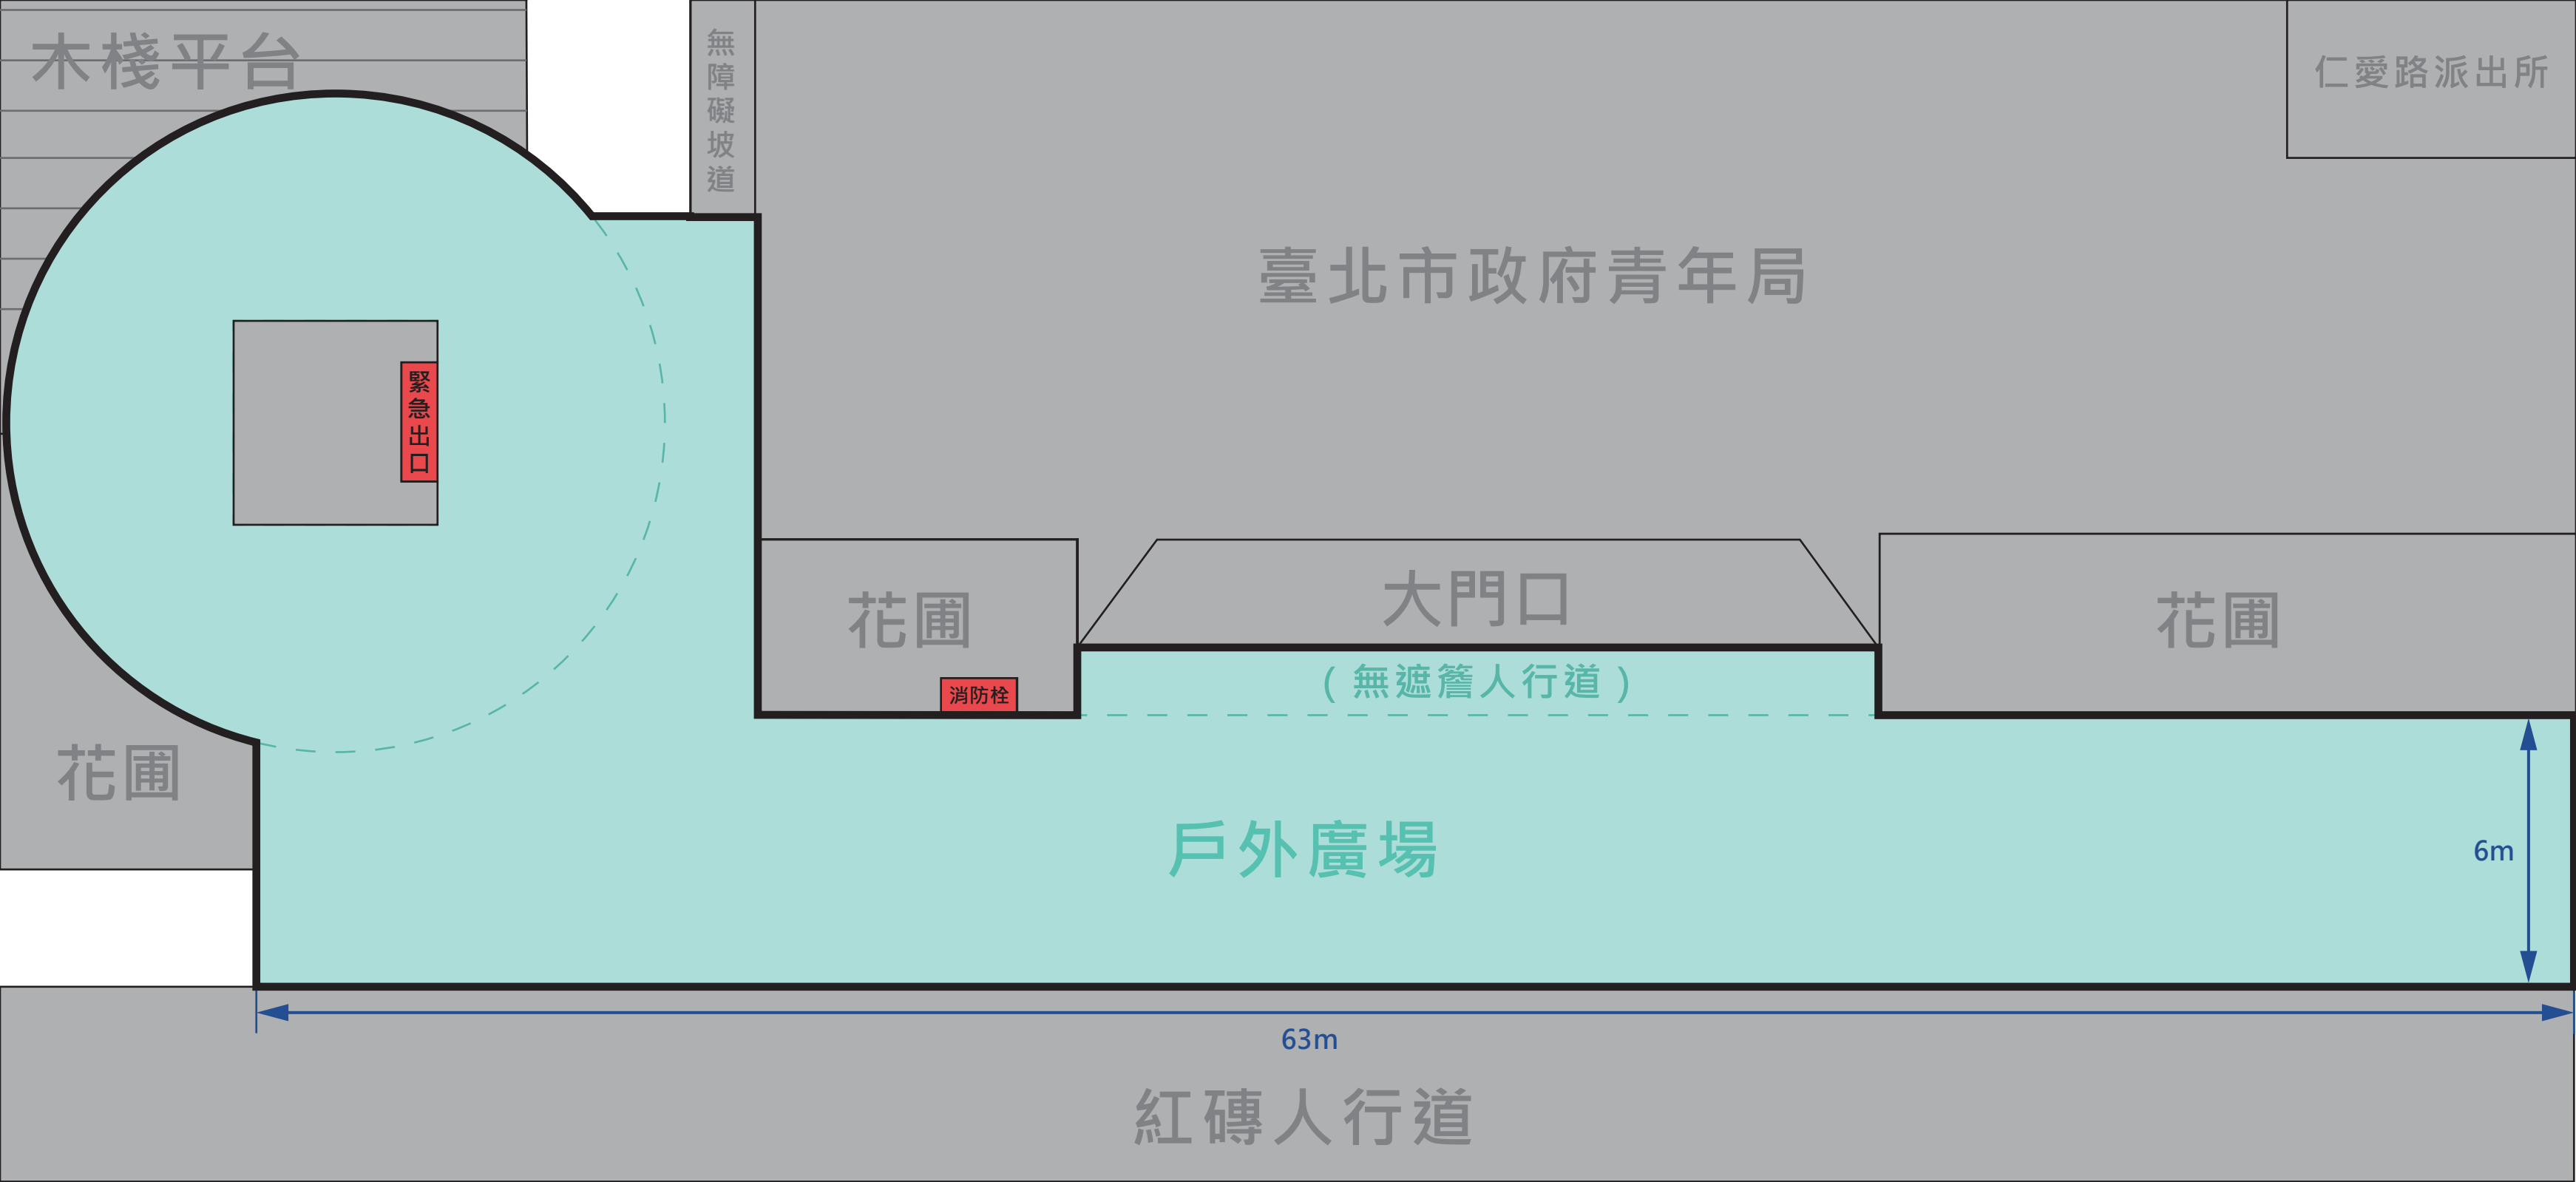 木棧平台
無障礙坡道
仁愛路派出所
臺北市政府青年局
緊急出口
花圃
大門口
花圃
消防栓
(無遮簷人行道)
花圃
戶外廣場
6m
63m
紅磚人行道